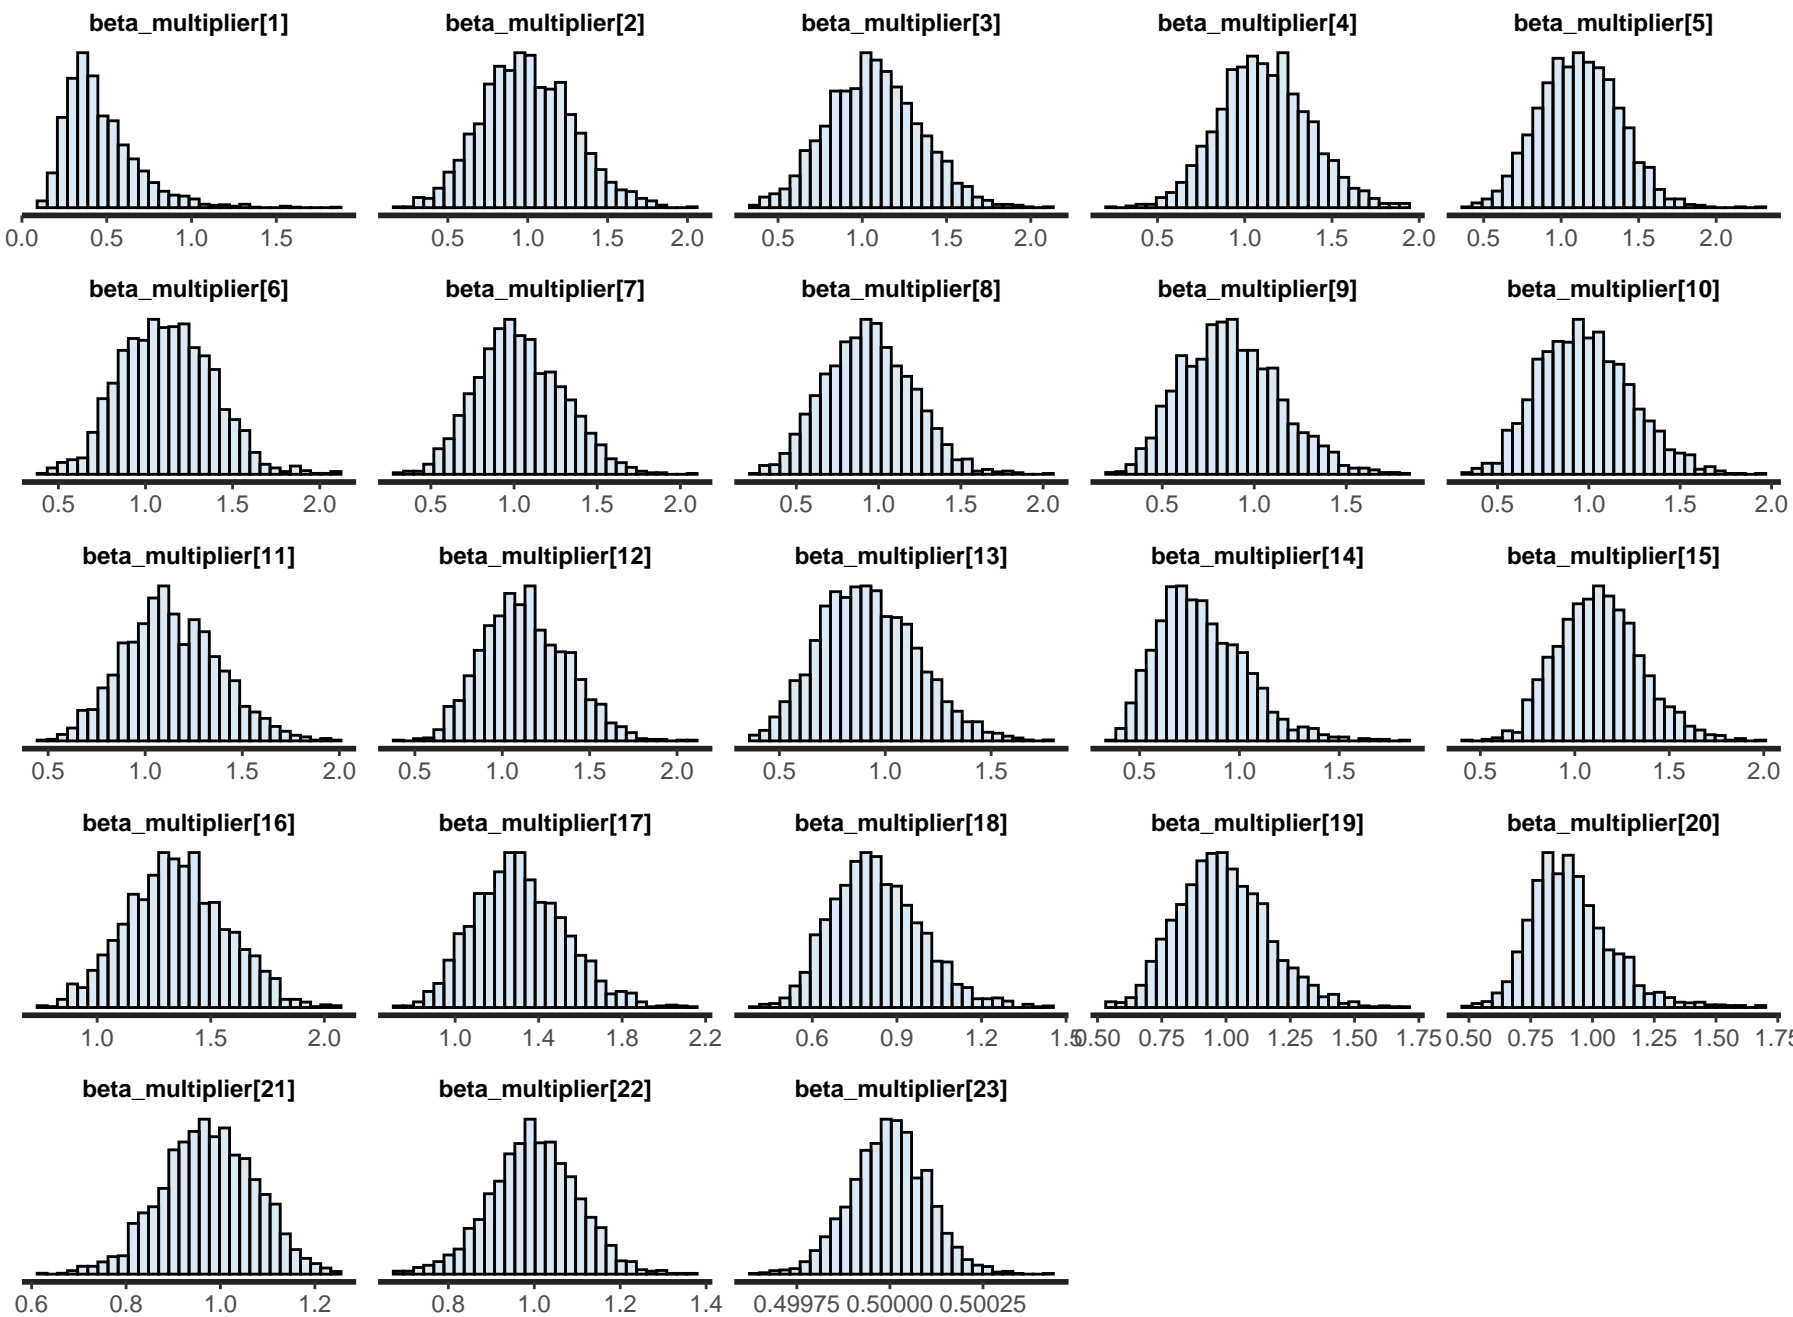 beta_multiplier[1] beta_multiplier[2] beta_multiplier[3] beta_multiplier[4] beta_multiplier[5]
0.0 0.5 1.0 1.5 0.5 1.0 1.5 2.0 0.5 1.0 1.5 2.0 0.5 1.0 1.5 2.0 0.5 1.0 1.5 2.0
beta_multiplier[6] beta_multiplier[7] beta_multiplier[8] beta_multiplier[9] beta_multiplier[10]
0.5 1.0 1.5 2.0 0.5 1.0 1.5 2.0 0.5 1.0 1.5 2.0 0.5 1.0 1.5 0.5 1.0 1.5 2.0
beta_multiplier[11] beta_multiplier[12] beta_multiplier[13] beta_multiplier[14] beta_multiplier[15]
0.5 1.0 1.5 2.0 0.5 1.0 1.5 2.0 0.5 1.0 1.5 0.5 1.0 1.5 0.5 1.0 1.5 2.0
beta_multiplier[16] beta_multiplier[17] beta_multiplier[18] beta_multiplier[19] beta_multiplier[20]
1.0 1.5 2.0 1.0 1.4 1.8 2.2 0.6 0.9 1.2 1.5 0.50 0.75 1.00 1.25 1.50 1.75 0.50 0.75 1.00 1.25 1.50 1.75
beta_multiplier[21] beta_multiplier[22] beta_multiplier[23]
0.6 0.8 1.0 1.2 0.8 1.0 1.2 1.4 0.49975 0.50000 0.50025